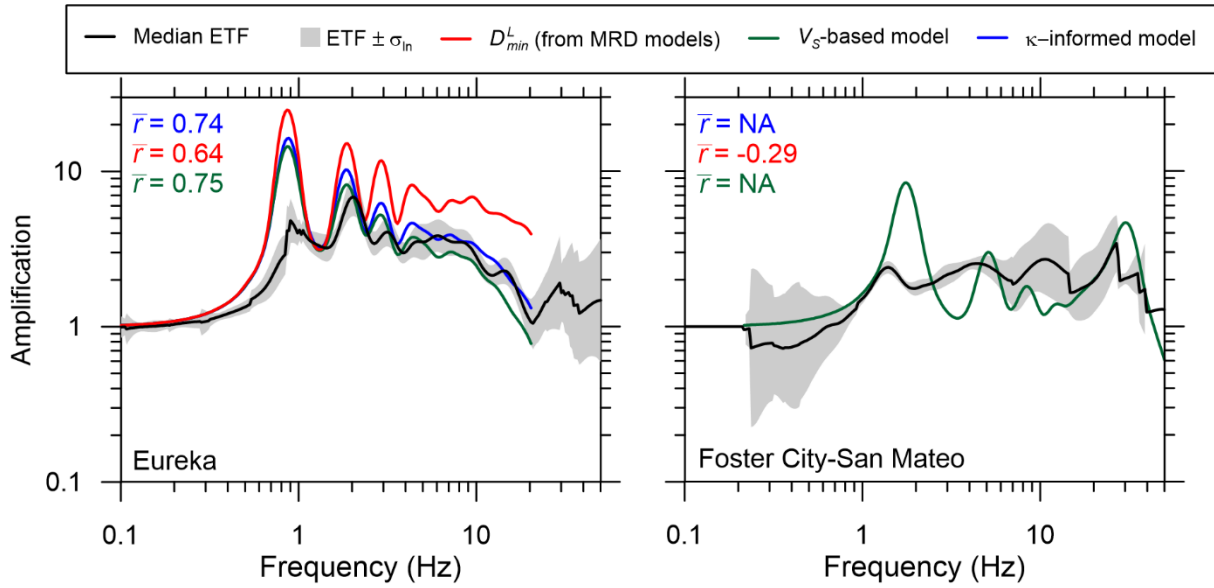 Median ETF ETF ± σln D^L_min (from MRD models) VS-based model κ–informed model
r̅ = 0.74
r̅ = 0.64
r̅ = 0.75
r̅ = NA
r̅ = -0.29
r̅ = NA
10
1
0.1
Amplification
Eureka
Foster City-San Mateo
0.1 1 10
0.1 1 10
Frequency (Hz)
Frequency (Hz)